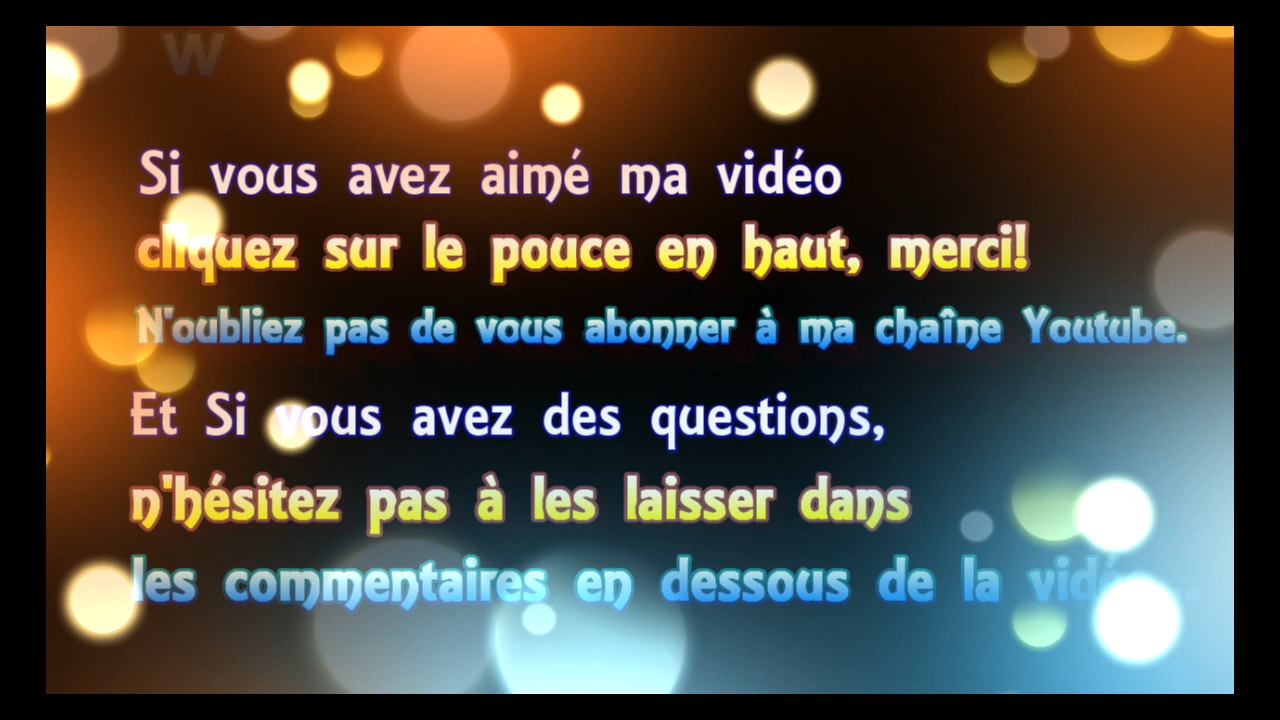 W
Si vous avez aimé ma vidéo
cliquez sur le pouce en haut, merci!
N'oubliez pas de vous abonner à ma chaîne Youtube.
Et Si vous avez des questions,
n'hésitez pas à les laisser dans
les commentaires en dessous de la